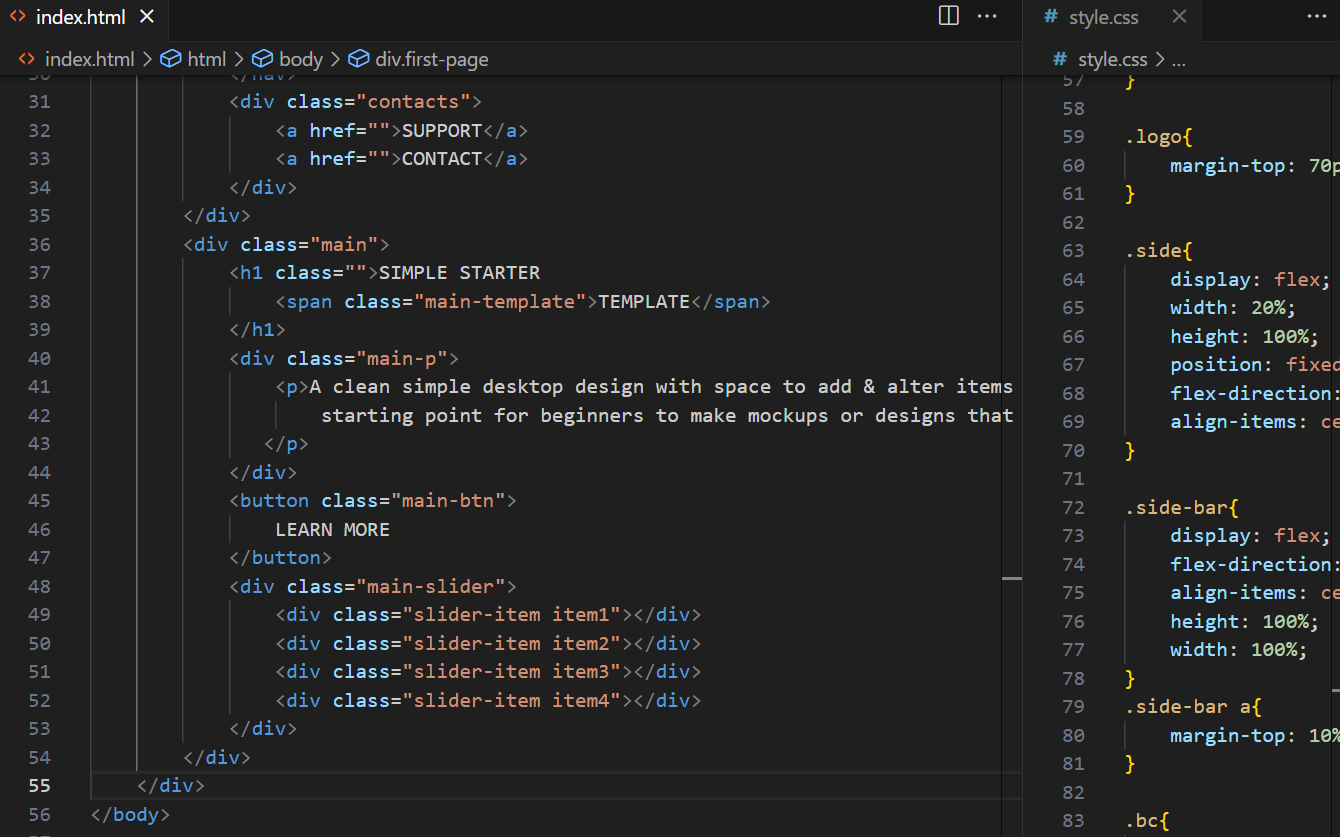 index.html
index.html > html > body > div.first-page
31 <div class="contacts">
32 <a href="">SUPPORT</a>
33 <a href="">CONTACT</a>
34 </div>
35 </div>
36 <div class="main">
37 <h1 class="">SIMPLE STARTER
38 <span class="main-template">TEMPLATE</span>
39 </h1>
40 <div class="main-p">
41 <p>A clean simple desktop design with space to add & alter items
42 starting point for beginners to make mockups or designs that
43 </p>
44 </div>
45 <button class="main-btn">
46 LEARN MORE
47 </button>
48 <div class="main-slider">
49 <div class="slider-item item1"></div>
50 <div class="slider-item item2"></div>
51 <div class="slider-item item3"></div>
52 <div class="slider-item item4"></div>
53 </div>
54 </div>
55 </div>
56 </body>
# style.css
# style.css > ...
57 }
58
59 .logo{
60 margin-top: 70p
61 }
62
63 .side{
64 display: flex;
65 width: 20%;
66 height: 100%;
67 position: fixed
68 flex-direction:
69 align-items: ce
70 }
71
72 .side-bar{
73 display: flex;
74 flex-direction:
75 align-items: ce
76 height: 100%;
77 width: 100%;
78 }
79 .side-bar a{
80 margin-top: 10%
81 }
82
83 .bc{